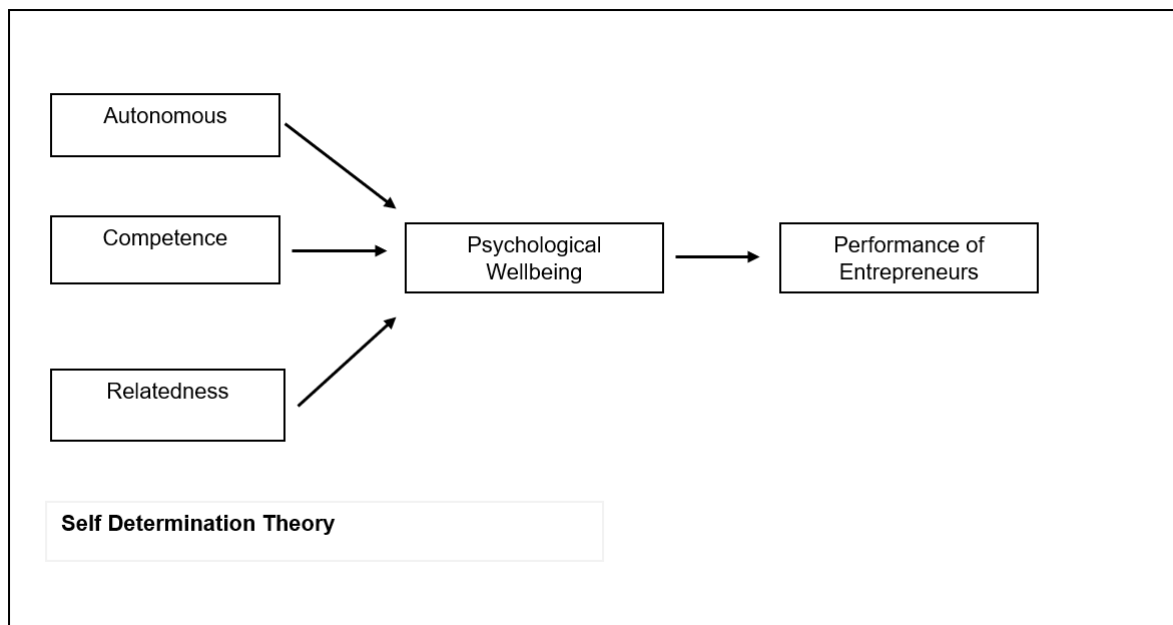 Autonomous
Competence
Psychological
Wellbeing
Performance of
Entrepreneurs
Relatedness
Self Determination Theory